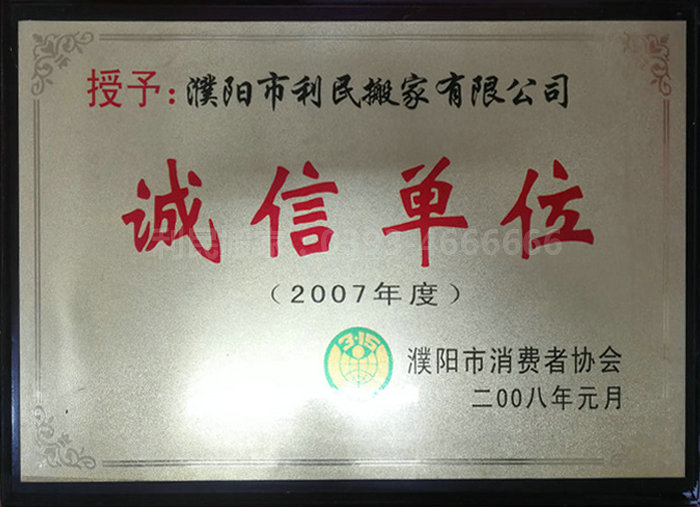 授予：濮阳市利民搬家有限公司
诚信单位
（2007年度）
3·15
濮阳市消费者协会
二00八年元月